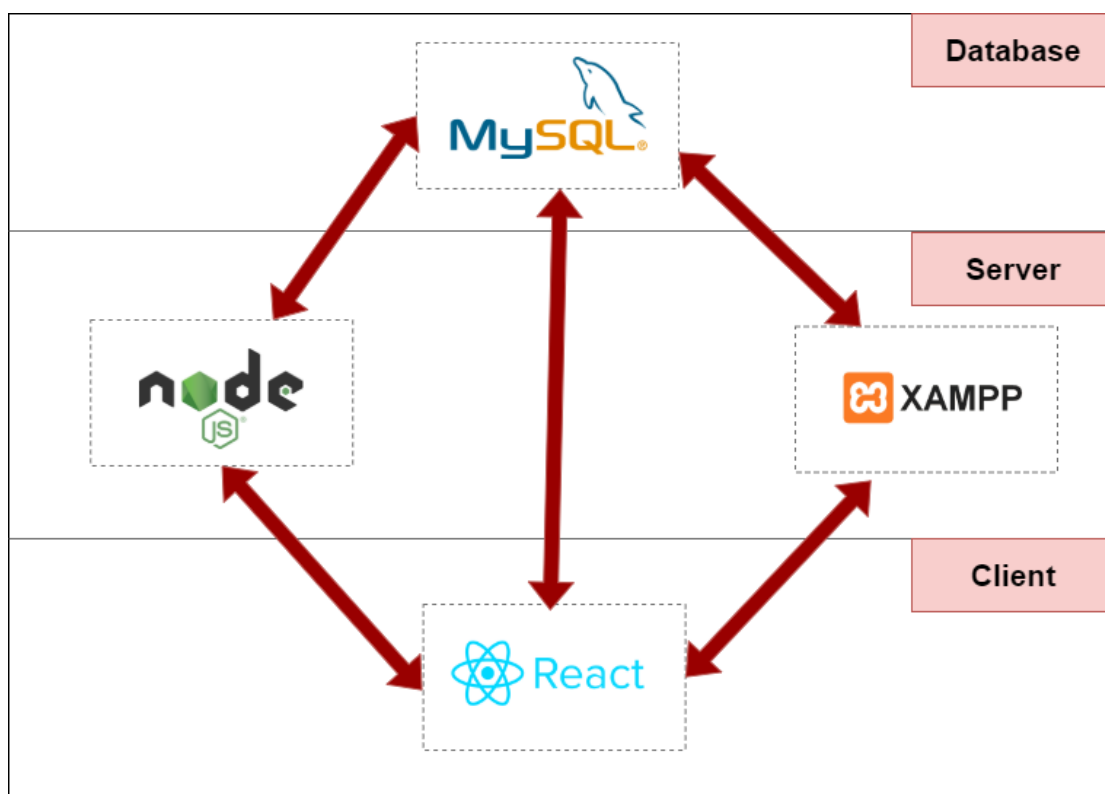 Database
MySQL®
Server
node
JS®
XAMPP
Client
React